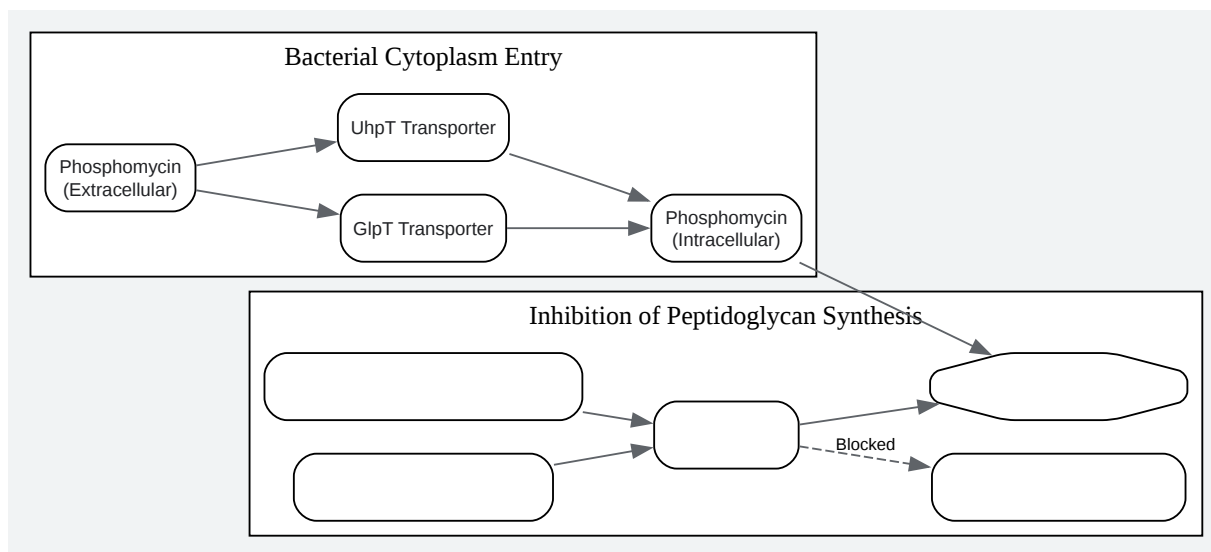 Bacterial Cytoplasm Entry
UhpT Transporter
Phosphomycin
(Extracellular)
GlpT Transporter
Phosphomycin
(Intracellular)
Inhibition of Peptidoglycan Synthesis
Blocked